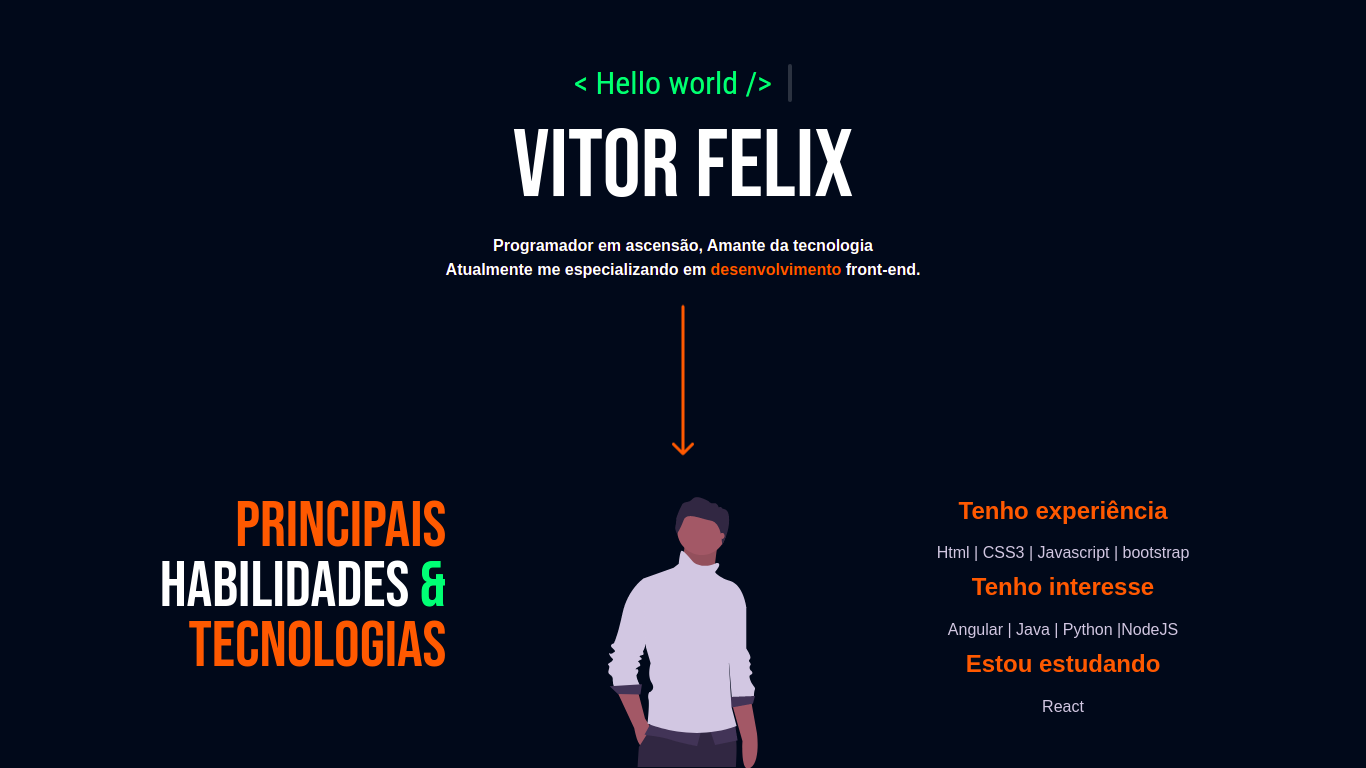 < Hello world />
VITOR FELIX
Programador em ascensão, Amante da tecnologia
Atualmente me especializando em desenvolvimento front-end.
PRINCIPAIS
HABILIDADES &
TECNOLOGIAS
Tenho experiência
Html | CSS3 | Javascript | bootstrap
Tenho interesse
Angular | Java | Python |NodeJS
Estou estudando
React